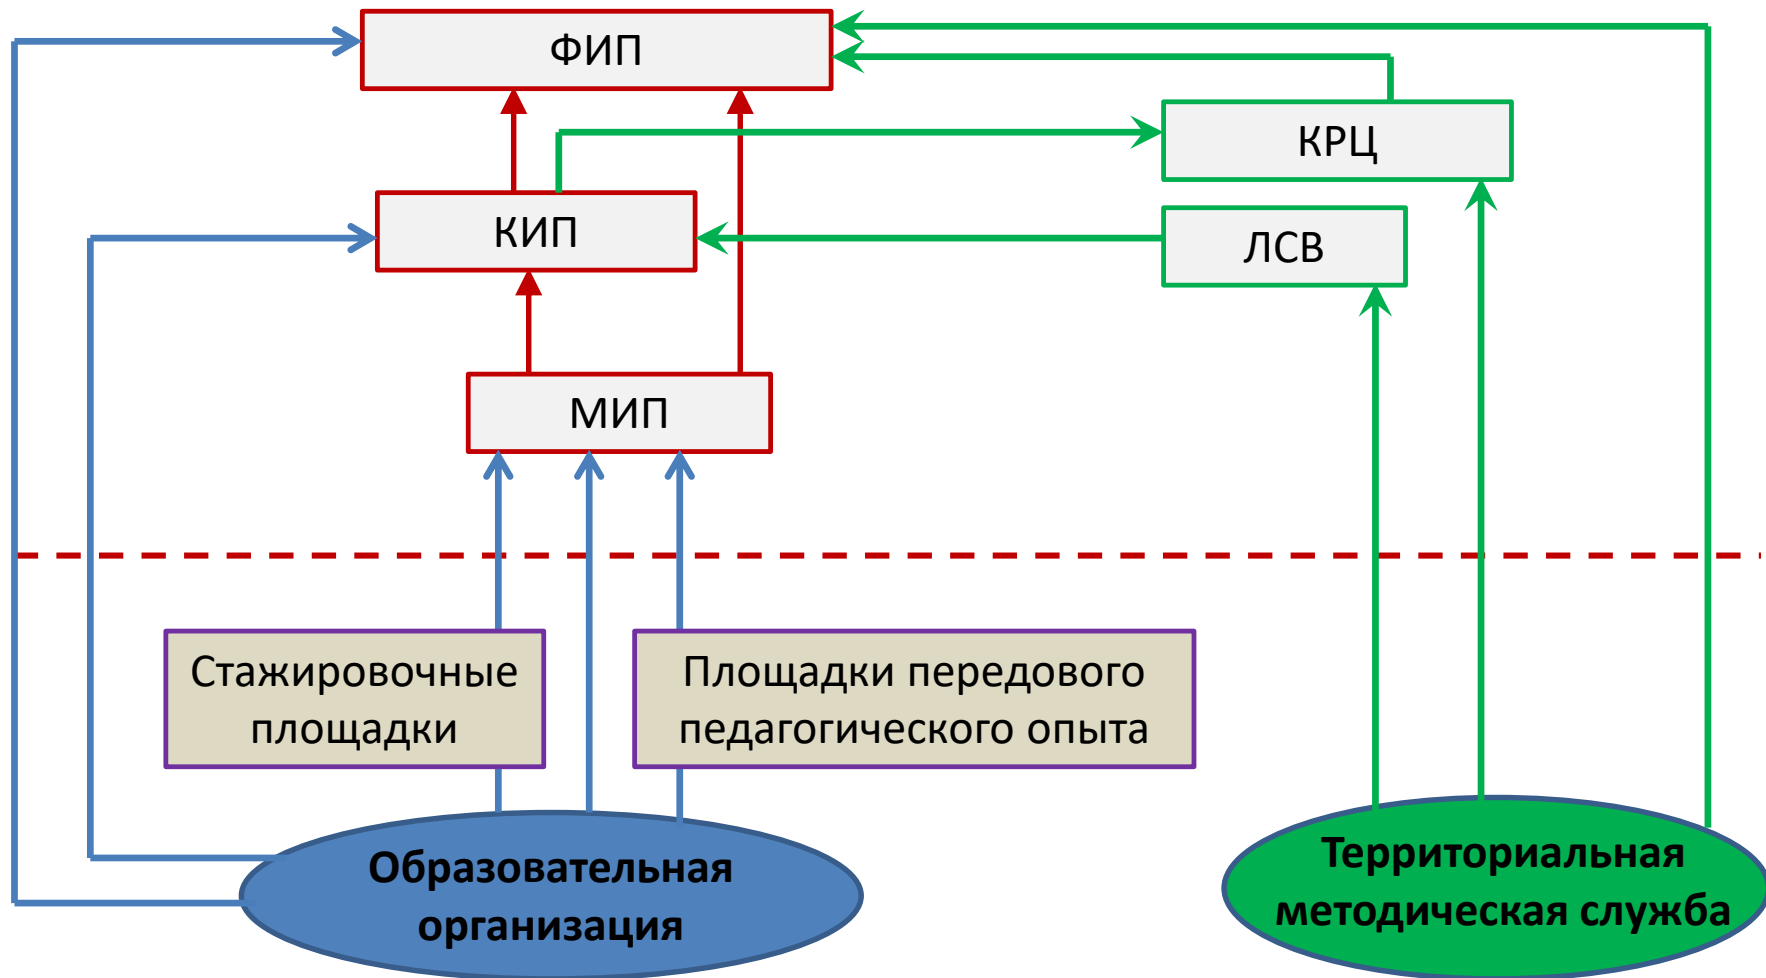 ФИП
КРЦ
КИП
ЛСВ
МИП
Стажировочные
площадки
Площадки передового
педагогического опыта
Образовательная
организация
Территориальная
методическая служба